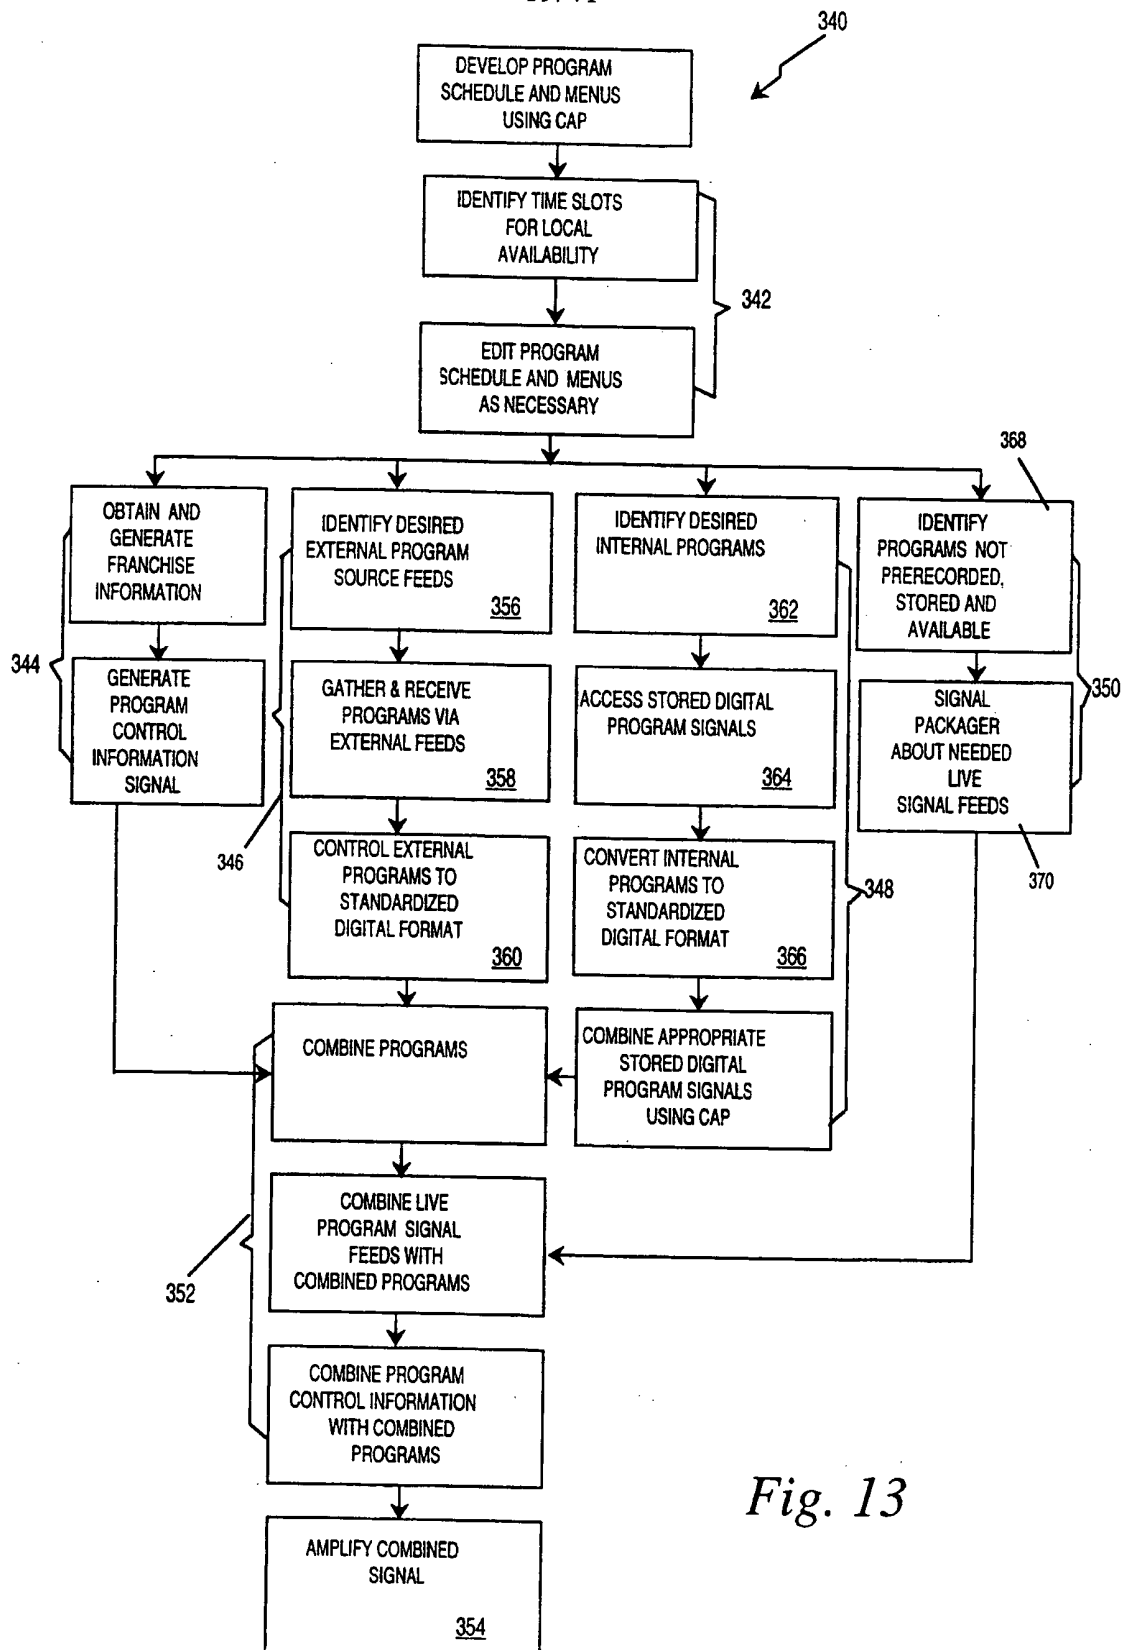 340
DEVELOP PROGRAM
SCHEDULE AND MENUS
USING CAP
IDENTIFY TIME SLOTS
FOR LOCAL
AVAILABILITY
342
EDIT PROGRAM
SCHEDULE AND MENUS
AS NECESSARY
368
OBTAIN AND
GENERATE
FRANCHISE
INFORMATION
IDENTIFY DESIRED
EXTERNAL PROGRAM
SOURCE FEEDS
356
IDENTIFY DESIRED
INTERNAL PROGRAMS
362
IDENTIFY
PROGRAMS NOT
PRERECORDED,
STORED AND
AVAILABLE
344
350
GENERATE
PROGRAM
CONTROL
INFORMATION
SIGNAL
GATHER & RECEIVE
PROGRAMS VIA
EXTERNAL FEEDS
358
ACCESS STORED DIGITAL
PROGRAM SIGNALS
364
SIGNAL
PACKAGER
ABOUT NEEDED
LIVE
SIGNAL FEEDS
346
370
CONTROL EXTERNAL
PROGRAMS TO
STANDARDIZED
DIGITAL FORMAT
360
CONVERT INTERNAL
PROGRAMS TO
STANDARDIZED
DIGITAL FORMAT
366
348
COMBINE PROGRAMS
COMBINE APPROPRIATE
STORED DIGITAL
PROGRAM SIGNALS
USING CAP
COMBINE LIVE
PROGRAM SIGNAL
FEEDS WITH
COMBINED PROGRAMS
352
COMBINE PROGRAM
CONTROL INFORMATION
WITH COMBINED
PROGRAMS
Fig. 13
AMPLIFY COMBINED
SIGNAL
354